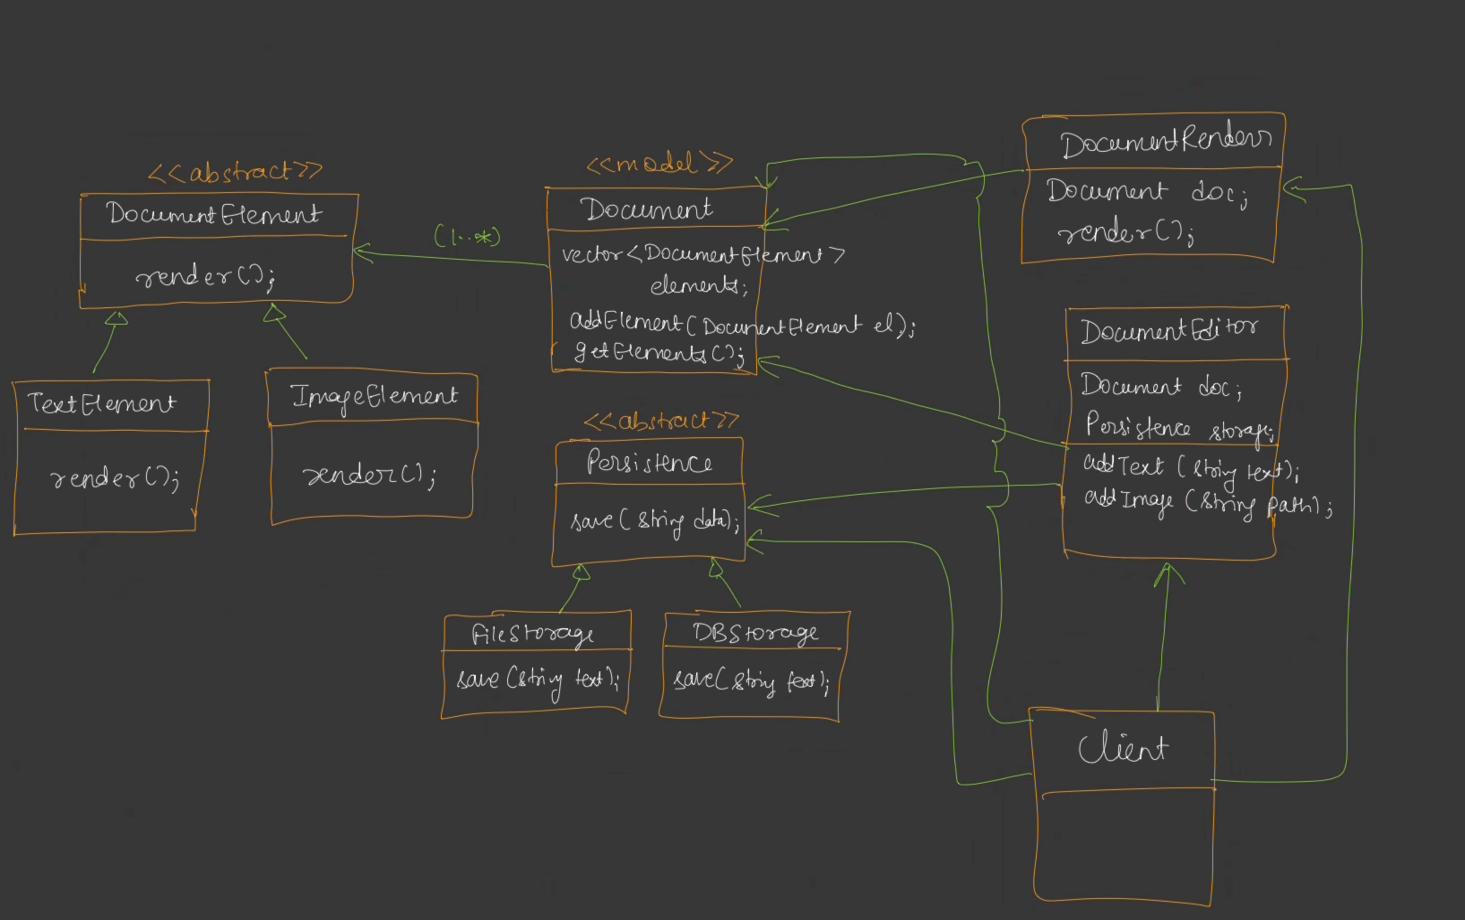 <<abstract>>
DocumentElement
render();
TextElement
render();
ImageElement
render();
(1..*)
<<model>>
Document
vector<DocumentElement>
elements;
addElement(DocumentElement el);
getElements();
<<abstract>>
Persistence
save(string data);
FileStorage
save(string text);
DBStorage
save(string text);
DocumentRenderr
Document doc;
render();
DocumentEditor
Document doc;
Persistence storage;
addText(string text);
addImage(string path);
Client